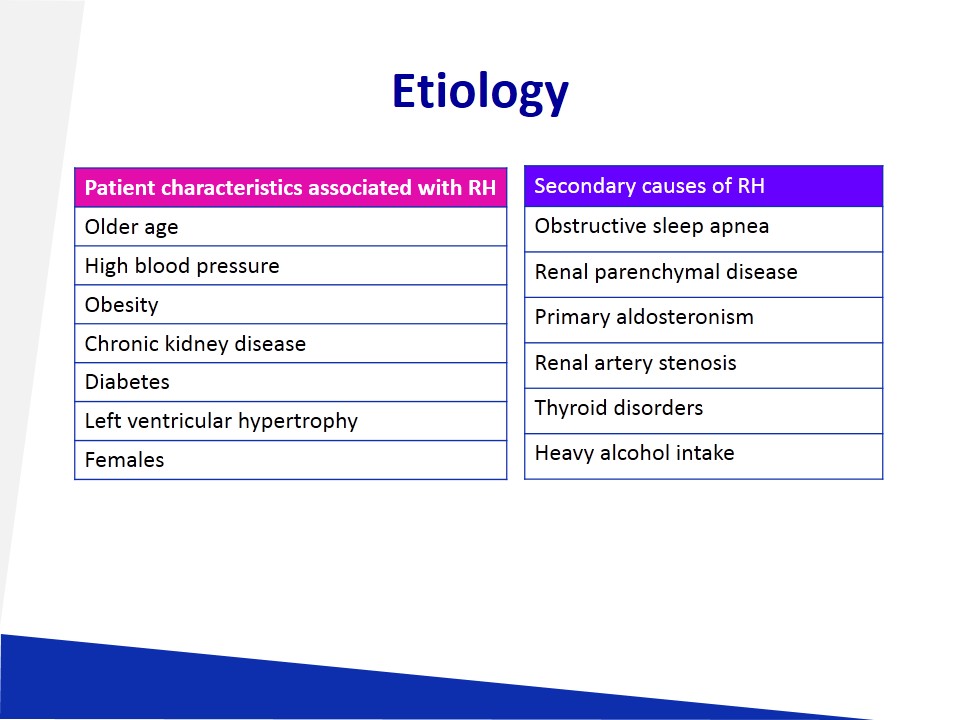 Etiology
Patient characteristics associated with RH
Older age
High blood pressure
Obesity
Chronic kidney disease
Diabetes
Left ventricular hypertrophy
Females
Secondary causes of RH
Obstructive sleep apnea
Renal parenchymal disease
Primary aldosteronism
Renal artery stenosis
Thyroid disorders
Heavy alcohol intake